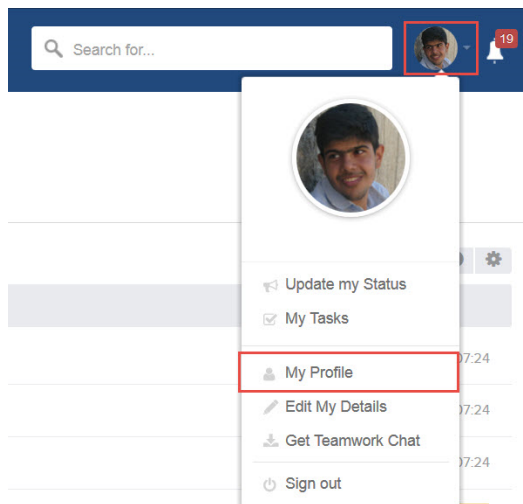 Search for...
19
Update my Status
My Tasks
07:24
My Profile
Edit My Details
07:24
Get Teamwork Chat
07:24
Sign out